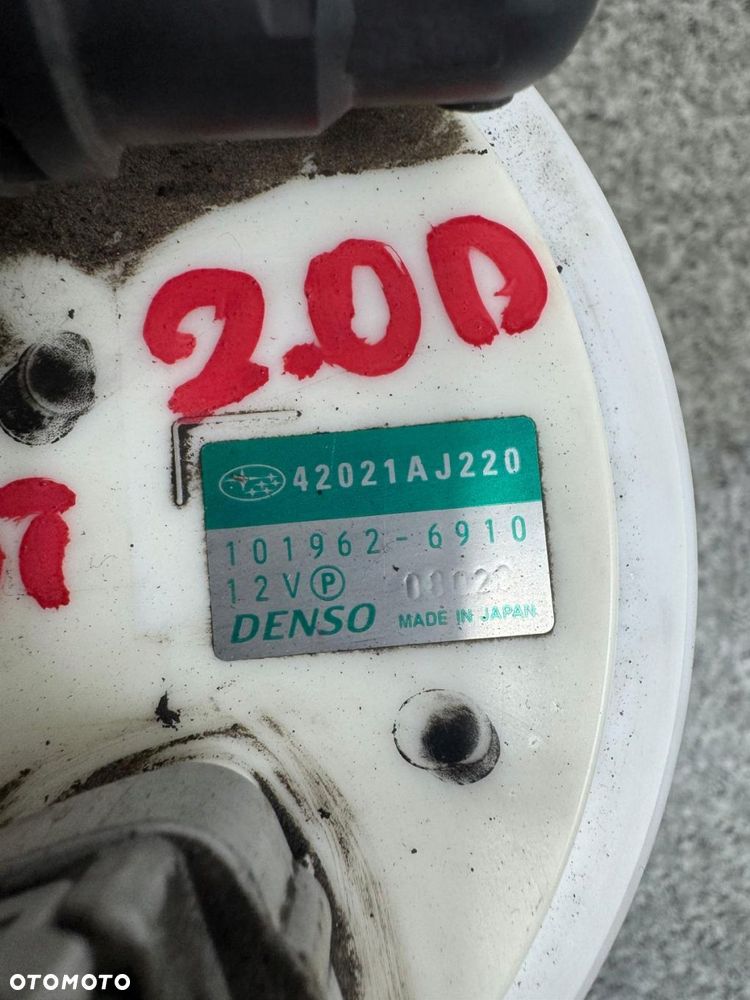 2.0D
42021AJ220
101962-6910
12V P
DENSO MADE IN JAPAN
OTOMOTO